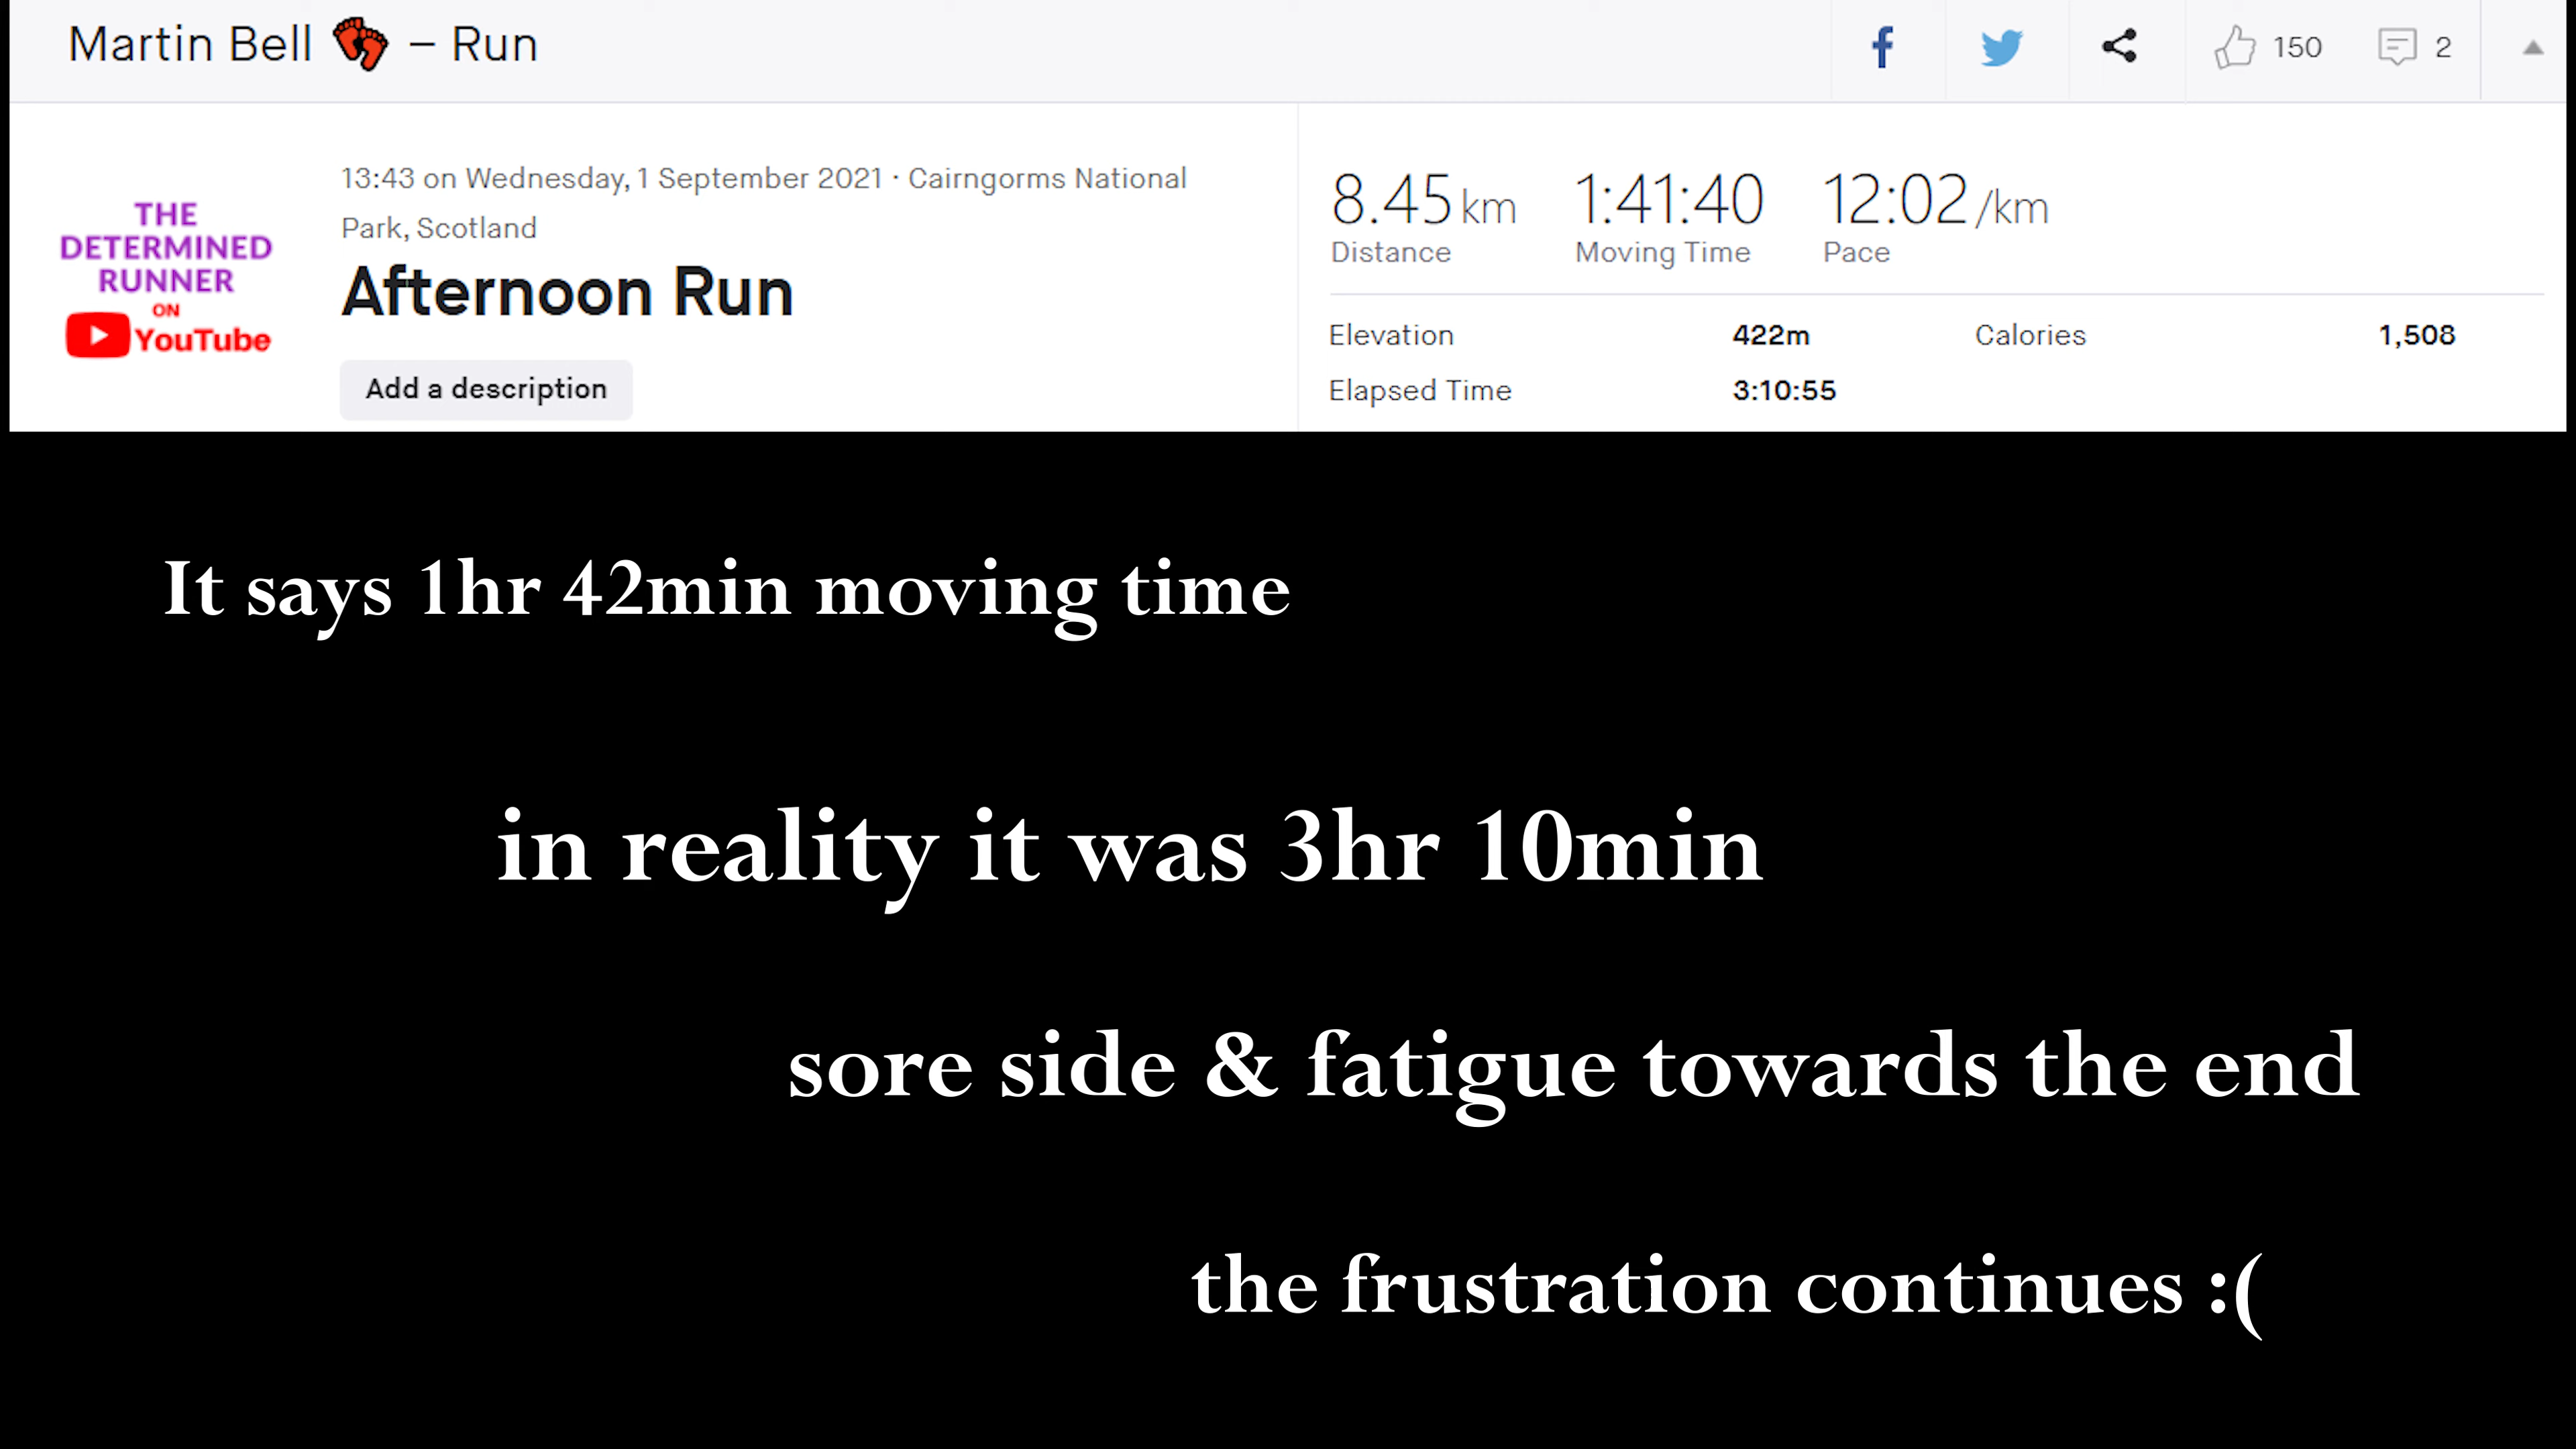 Martin Bell – Run
150
2
THE
DETERMINED
RUNNER
ON
YouTube
13:43 on Wednesday, 1 September 2021 · Cairngorms National
Park, Scotland
Afternoon Run
Add a description
8.45 km 1:41:40 12:02 /km
Distance Moving Time Pace
Elevation 422m Calories 1,508
Elapsed Time 3:10:55
It says 1hr 42min moving time
in reality it was 3hr 10min
sore side & fatigue towards the end
the frustration continues :(